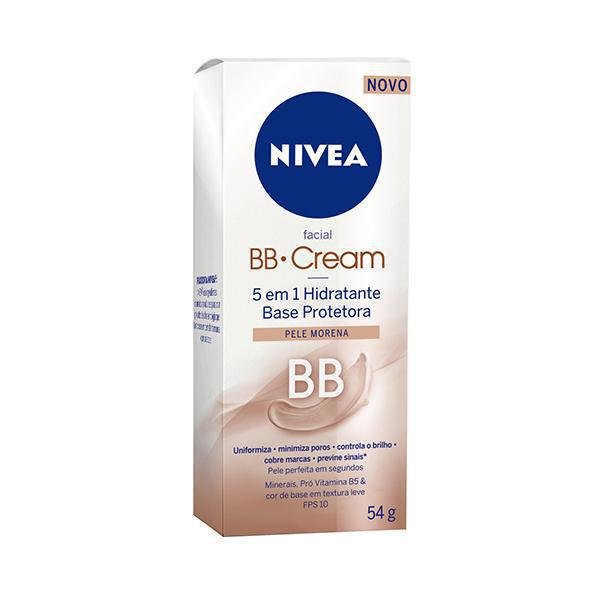 NOVO
NIVEA
facial
BB•Cream
5 em 1 Hidratante
Base Protetora
PELE MORENA
BB
Uniformiza • minimiza poros • controla o brilho •
cobre marcas • previne sinais*
Pele perfeita em segundos
Minerais, Pró Vitamina B5 &
cor de base em textura leve
FPS 10
54 g